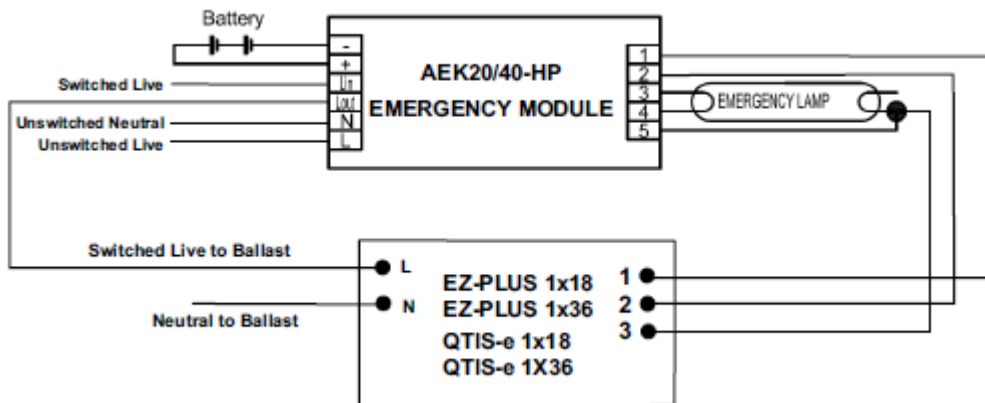 Battery
-
+
Lin
Lout
N
L
Switched Live
Unswitched Neutral
Unswitched Live
AEK20/40-HP
EMERGENCY MODULE
1
2
3
4
5
EMERGENCY LAMP
Switched Live to Ballast
Neutral to Ballast
L
N
EZ-PLUS 1x18
EZ-PLUS 1x36
QTIS-e 1x18
QTIS-e 1X36
1
2
3